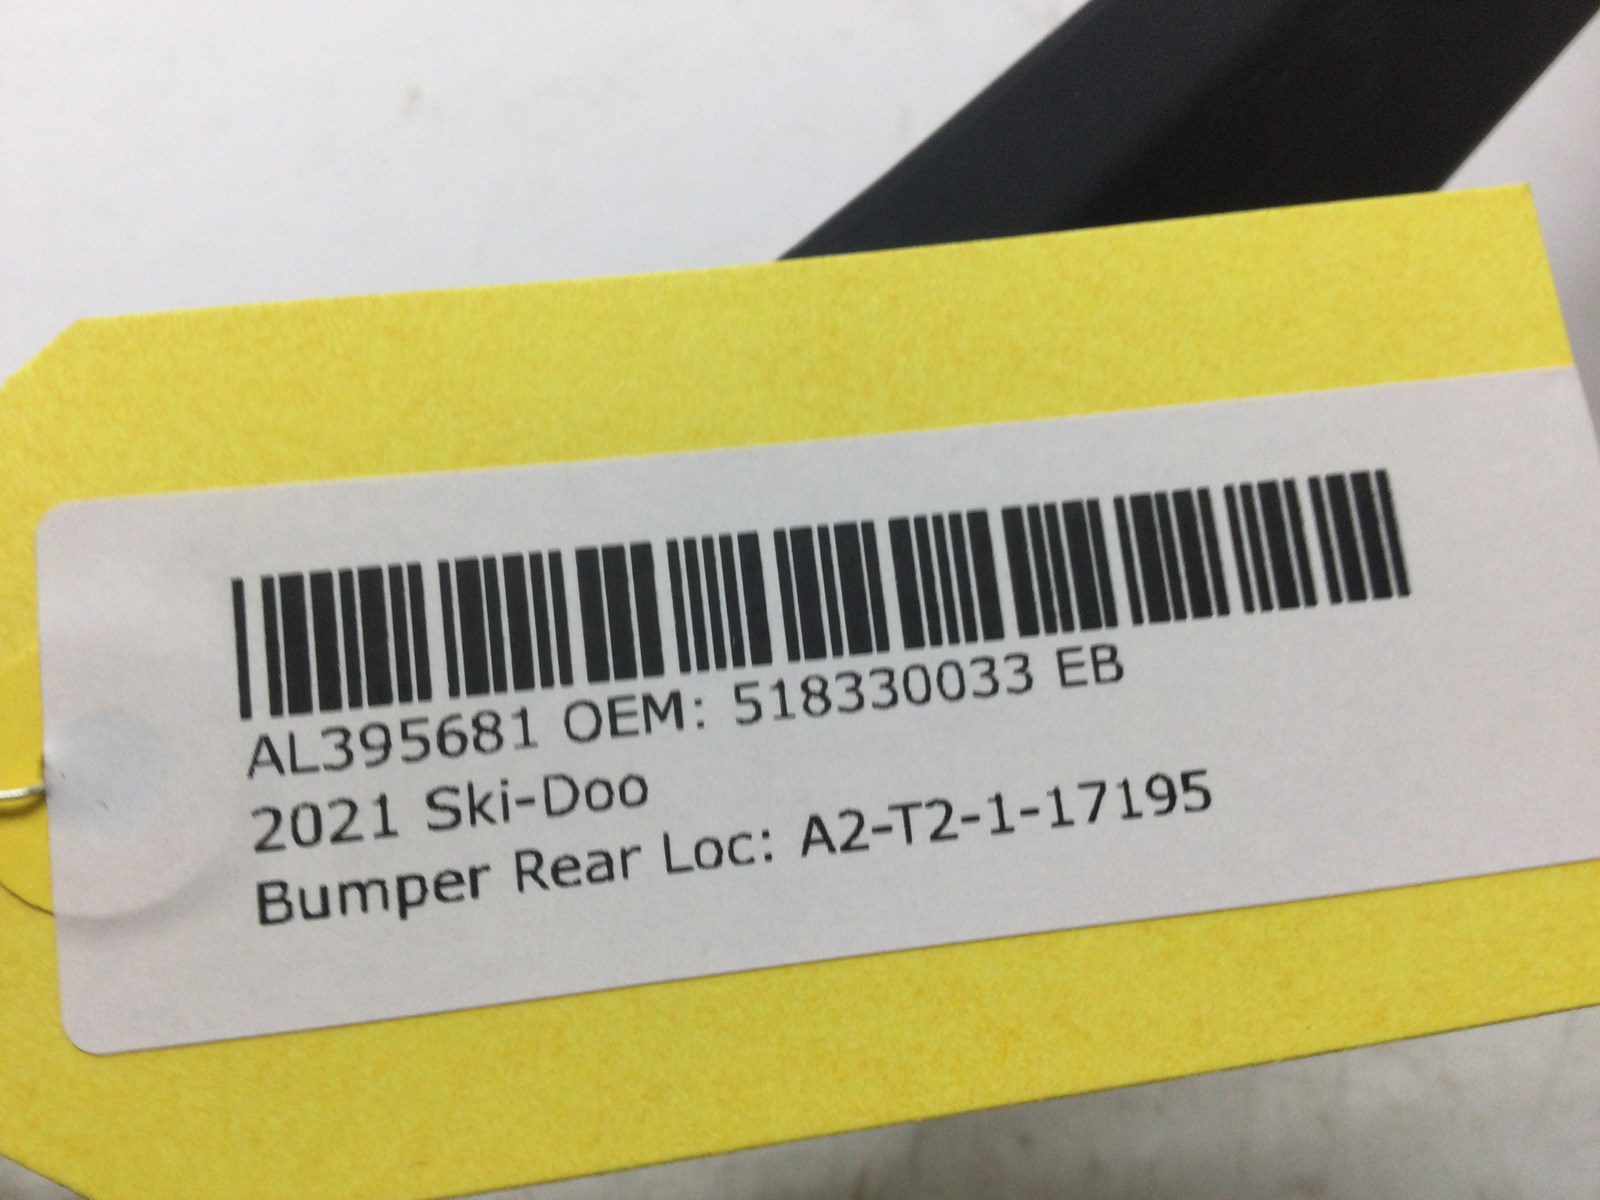 AL395681 OEM: 518330033 EB
2021 Ski-Doo
Bumper Rear Loc: A2-T2-1-17195